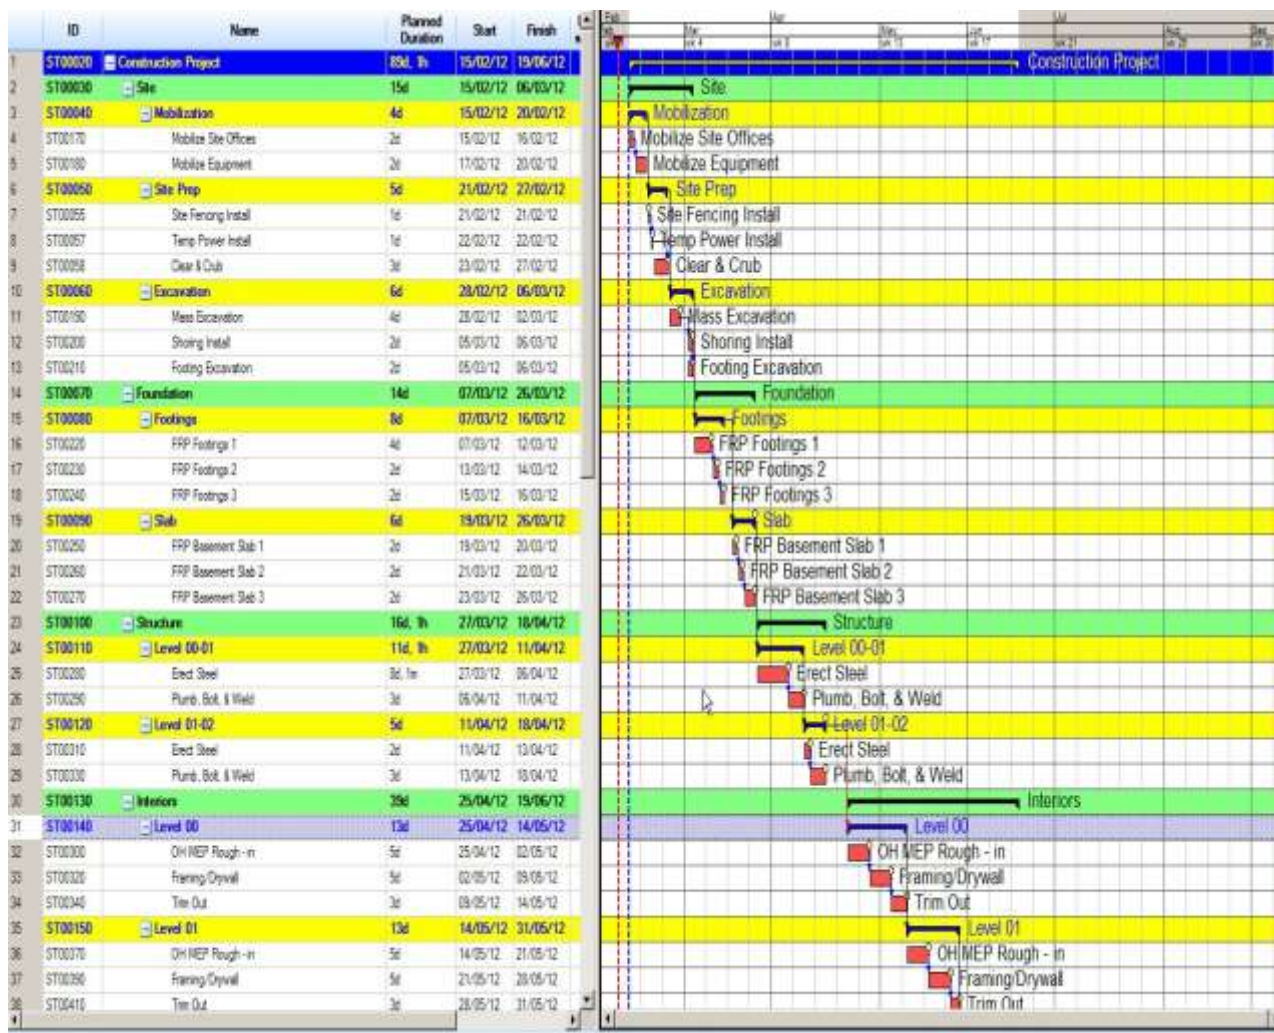 ID Name Planned Duration Start Finish
1 ST00020 Construction Project 89d, 1h 15/02/12 19/06/12 Construction Project
2 ST00030 Site 15d 15/02/12 06/03/12 Site
3 ST00040 Mobilization 4d 15/02/12 20/02/12 Mobilization
4 ST00170 Mobilize Site Offices 2d 15/02/12 16/02/12 Mobilize Site Offices
5 ST00180 Mobilize Equipment 2d 17/02/12 20/02/12 Mobilize Equipment
6 ST00050 Site Prep 5d 21/02/12 27/02/12 Site Prep
7 ST00055 Site Fencing Install 1d 21/02/12 21/02/12 Site Fencing Install
8 ST00057 Temp Power Install 1d 22/02/12 22/02/12 Temp Power Install
9 ST00058 Clear & Crub 3d 23/02/12 27/02/12 Clear & Crub
10 ST00060 Excavation 6d 28/02/12 06/03/12 Excavation
11 ST00190 Mass Excavation 4d 28/02/12 02/03/12 Mass Excavation
12 ST00200 Shoring Install 2d 05/03/12 06/03/12 Shoring Install
13 ST00210 Footing Excavation 2d 05/03/12 06/03/12 Footing Excavation
14 ST00070 Foundation 14d 07/03/12 26/03/12 Foundation
15 ST00080 Footings 8d 07/03/12 16/03/12 Footings
16 ST00220 FRP Footings 1 4d 07/03/12 12/03/12 FRP Footings 1
17 ST00230 FRP Footings 2 2d 13/03/12 14/03/12 FRP Footings 2
18 ST00240 FRP Footings 3 2d 15/03/12 16/03/12 FRP Footings 3
19 ST00090 Slab 6d 19/03/12 26/03/12 Slab
20 ST00250 FRP Basement Slab 1 2d 19/03/12 20/03/12 FRP Basement Slab 1
21 ST00260 FRP Basement Slab 2 2d 21/03/12 22/03/12 FRP Basement Slab 2
22 ST00270 FRP Basement Slab 3 2d 23/03/12 26/03/12 FRP Basement Slab 3
23 ST00100 Structure 16d, 1h 27/03/12 18/04/12 Structure
24 ST00110 Level 00-01 11d, 1h 27/03/12 11/04/12 Level 00-01
25 ST00280 Erect Steel 8d, 1m 27/03/12 06/04/12 Erect Steel
26 ST00290 Plumb, Bolt, & Weld 3d 06/04/12 11/04/12 Plumb, Bolt, & Weld
27 ST00120 Level 01-02 5d 11/04/12 18/04/12 Level 01-02
28 ST00310 Erect Steel 2d 11/04/12 13/04/12 Erect Steel
29 ST00330 Plumb, Bolt, & Weld 3d 13/04/12 18/04/12 Plumb, Bolt, & Weld
30 ST00130 Interiors 39d 25/04/12 19/06/12 Interiors
31 ST00140 Level 00 13d 25/04/12 14/05/12 Level 00
32 ST00300 OH MEP Rough - in 5d 25/04/12 02/05/12 OH MEP Rough - in
33 ST00320 Framing/Drywall 5d 02/05/12 09/05/12 Framing/Drywall
34 ST00340 Trim Out 3d 09/05/12 14/05/12 Trim Out
35 ST00150 Level 01 13d 14/05/12 31/05/12 Level 01
36 ST00370 OH MEP Rough - in 5d 14/05/12 21/05/12 OH MEP Rough - in
37 ST00390 Framing/Drywall 5d 21/05/12 28/05/12 Framing/Drywall
38 ST00410 Trim Out 3d 28/05/12 31/05/12 Trim Out